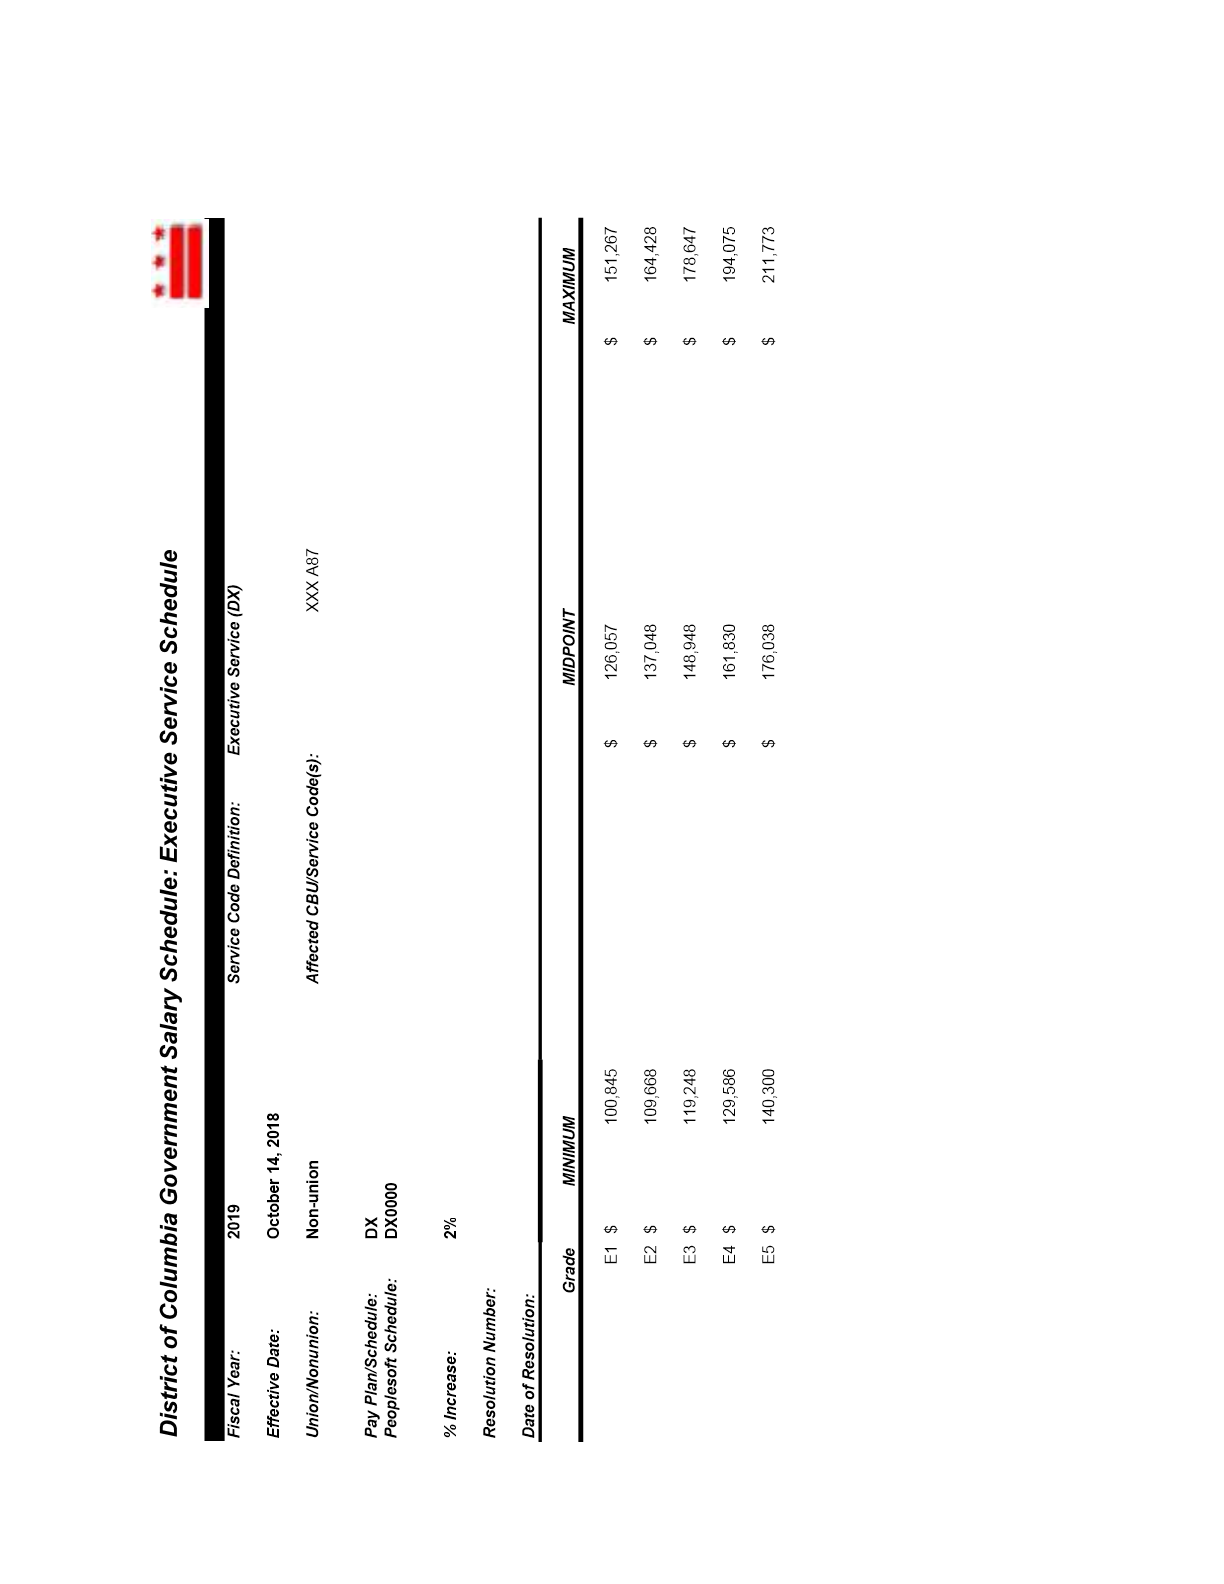 District of Columbia Government Salary Schedule: Executive Service Schedule
Fiscal Year: 2019 Service Code Definition: Executive Service (DX)
Effective Date: October 14, 2018
Union/Nonunion: Non-union Affected CBU/Service Code(s): XXX A87
Pay Plan/Schedule: DX
Peoplesoft Schedule: DX0000
% Increase: 2%
Resolution Number:
Date of Resolution:
Grade MINIMUM MIDPOINT MAXIMUM
E1 $ 100,845 $ 126,057 $ 151,267
E2 $ 109,668 $ 137,048 $ 164,428
E3 $ 119,248 $ 148,948 $ 178,647
E4 $ 129,586 $ 161,830 $ 194,075
E5 $ 140,300 $ 176,038 $ 211,773